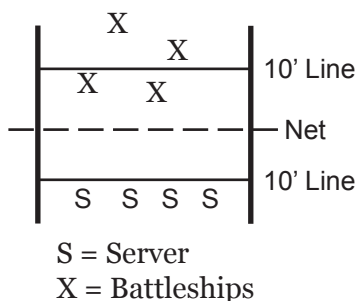 X
X
10’ Line
X X
Net
10’ Line
S S S S
S = Server
X = Battleships